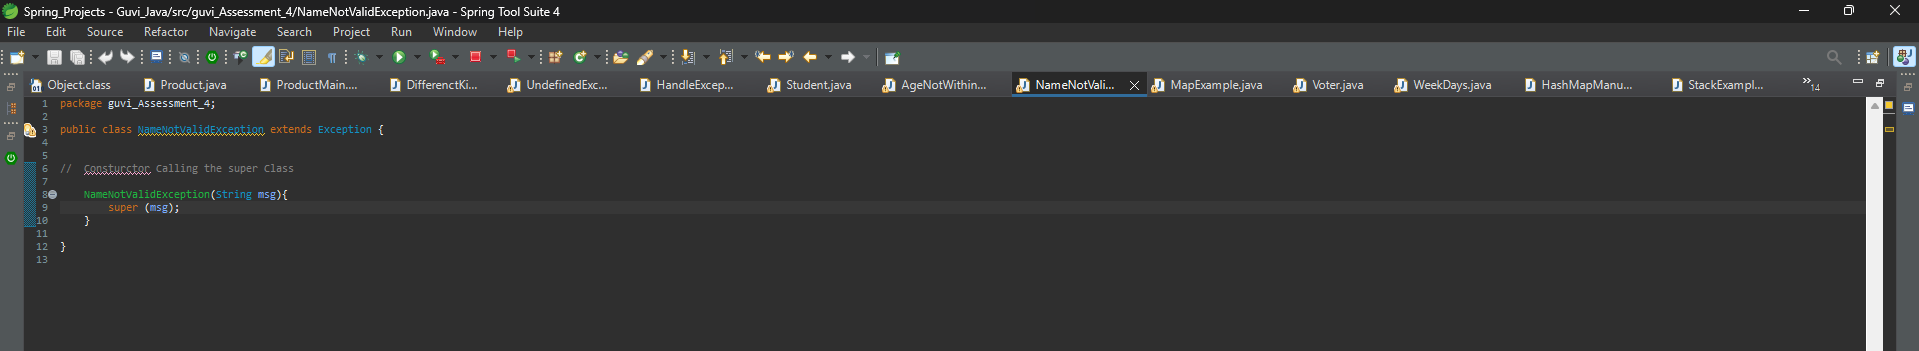 Spring_Projects - Guvi_Java/src/guvi_Assessment_4/NameNotValidException.java - Spring Tool Suite 4
File Edit Source Refactor Navigate Search Project Run Window Help
Object.class Product.java ProductMain.... DifferenctKi... UndefinedExc... HandleExcep... Student.java AgeNotWithin... NameNotVali... MapExample.java Voter.java WeekDays.java HashMapManu... StackExampl... »14
1 package guvi_Assessment_4;
2
3 public class NameNotValidException extends Exception {
4
5
6 // Consturctor Calling the super Class
7
8 NameNotValidException(String msg){
9 super (msg);
10 }
11
12 }
13